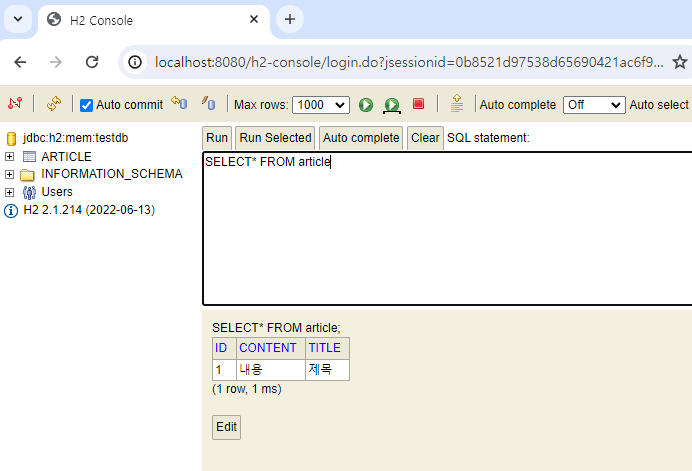 H2 Console
localhost:8080/h2-console/login.do?jsessionid=0b8521d97538d65690421ac6f9...
Auto commit Max rows: 1000 Auto complete Off Auto select
jdbc:h2:mem:testdb
ARTICLE
INFORMATION_SCHEMA
Users
H2 2.1.214 (2022-06-13)
Run Run Selected Auto complete Clear SQL statement:
SELECT* FROM article
SELECT* FROM article;
ID CONTENT TITLE
1 내용 제목
(1 row, 1 ms)
Edit